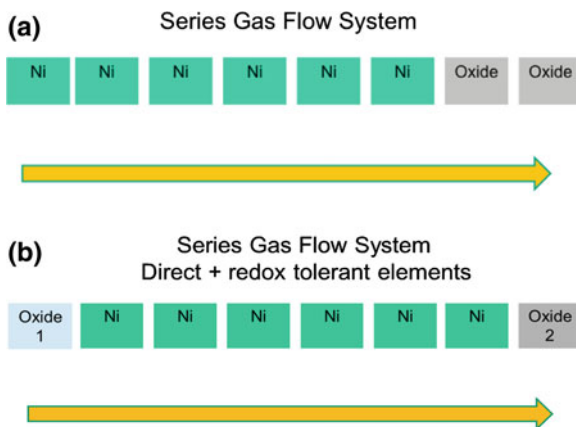 (a)
Series Gas Flow System
Ni Ni Ni Ni Ni Ni Oxide Oxide
(b)
Series Gas Flow System
Direct + redox tolerant elements
Oxide 1 Ni Ni Ni Ni Ni Ni Oxide 2